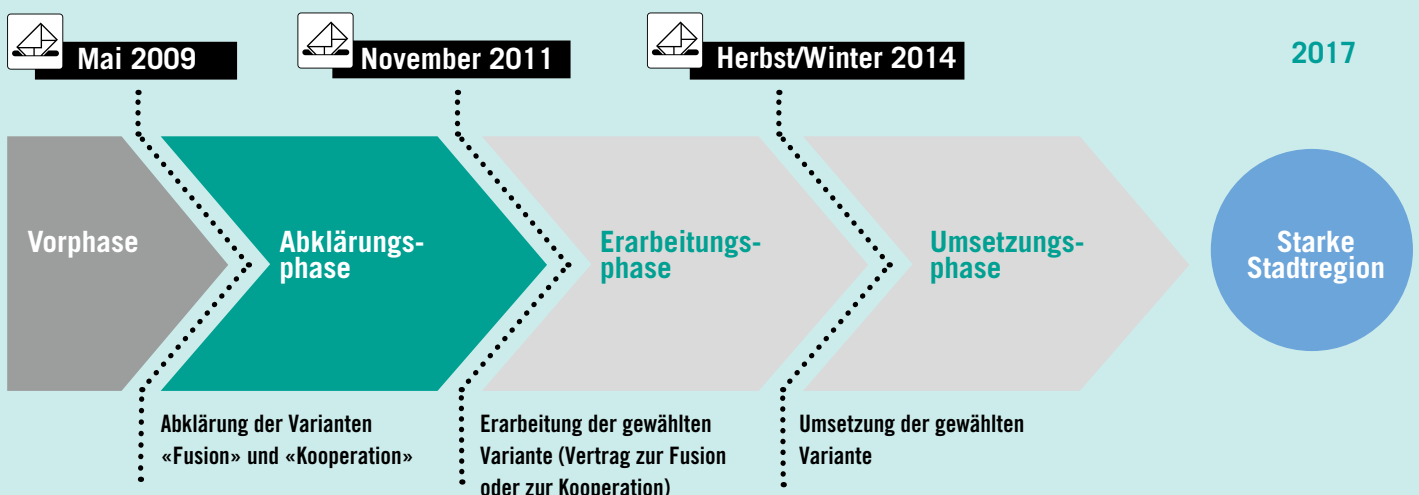 Mai 2009
November 2011
Herbst/Winter 2014
2017
Vorphase
Abklärungs-
phase
Erarbeitungs-
phase
Umsetzungs-
phase
Starke
Stadtregion
Abklärung der Varianten
«Fusion» und «Kooperation»
Erarbeitung der gewählten
Variante (Vertrag zur Fusion
oder zur Kooperation)
Umsetzung der gewählten
Variante